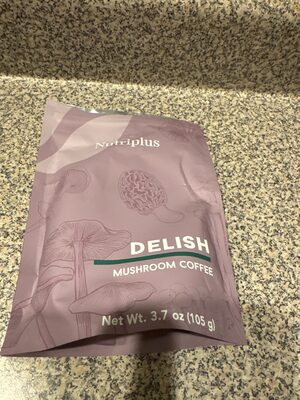 Nutriplus
DELISH
MUSHROOM COFFEE
Net Wt. 3.7 oz (105 g)